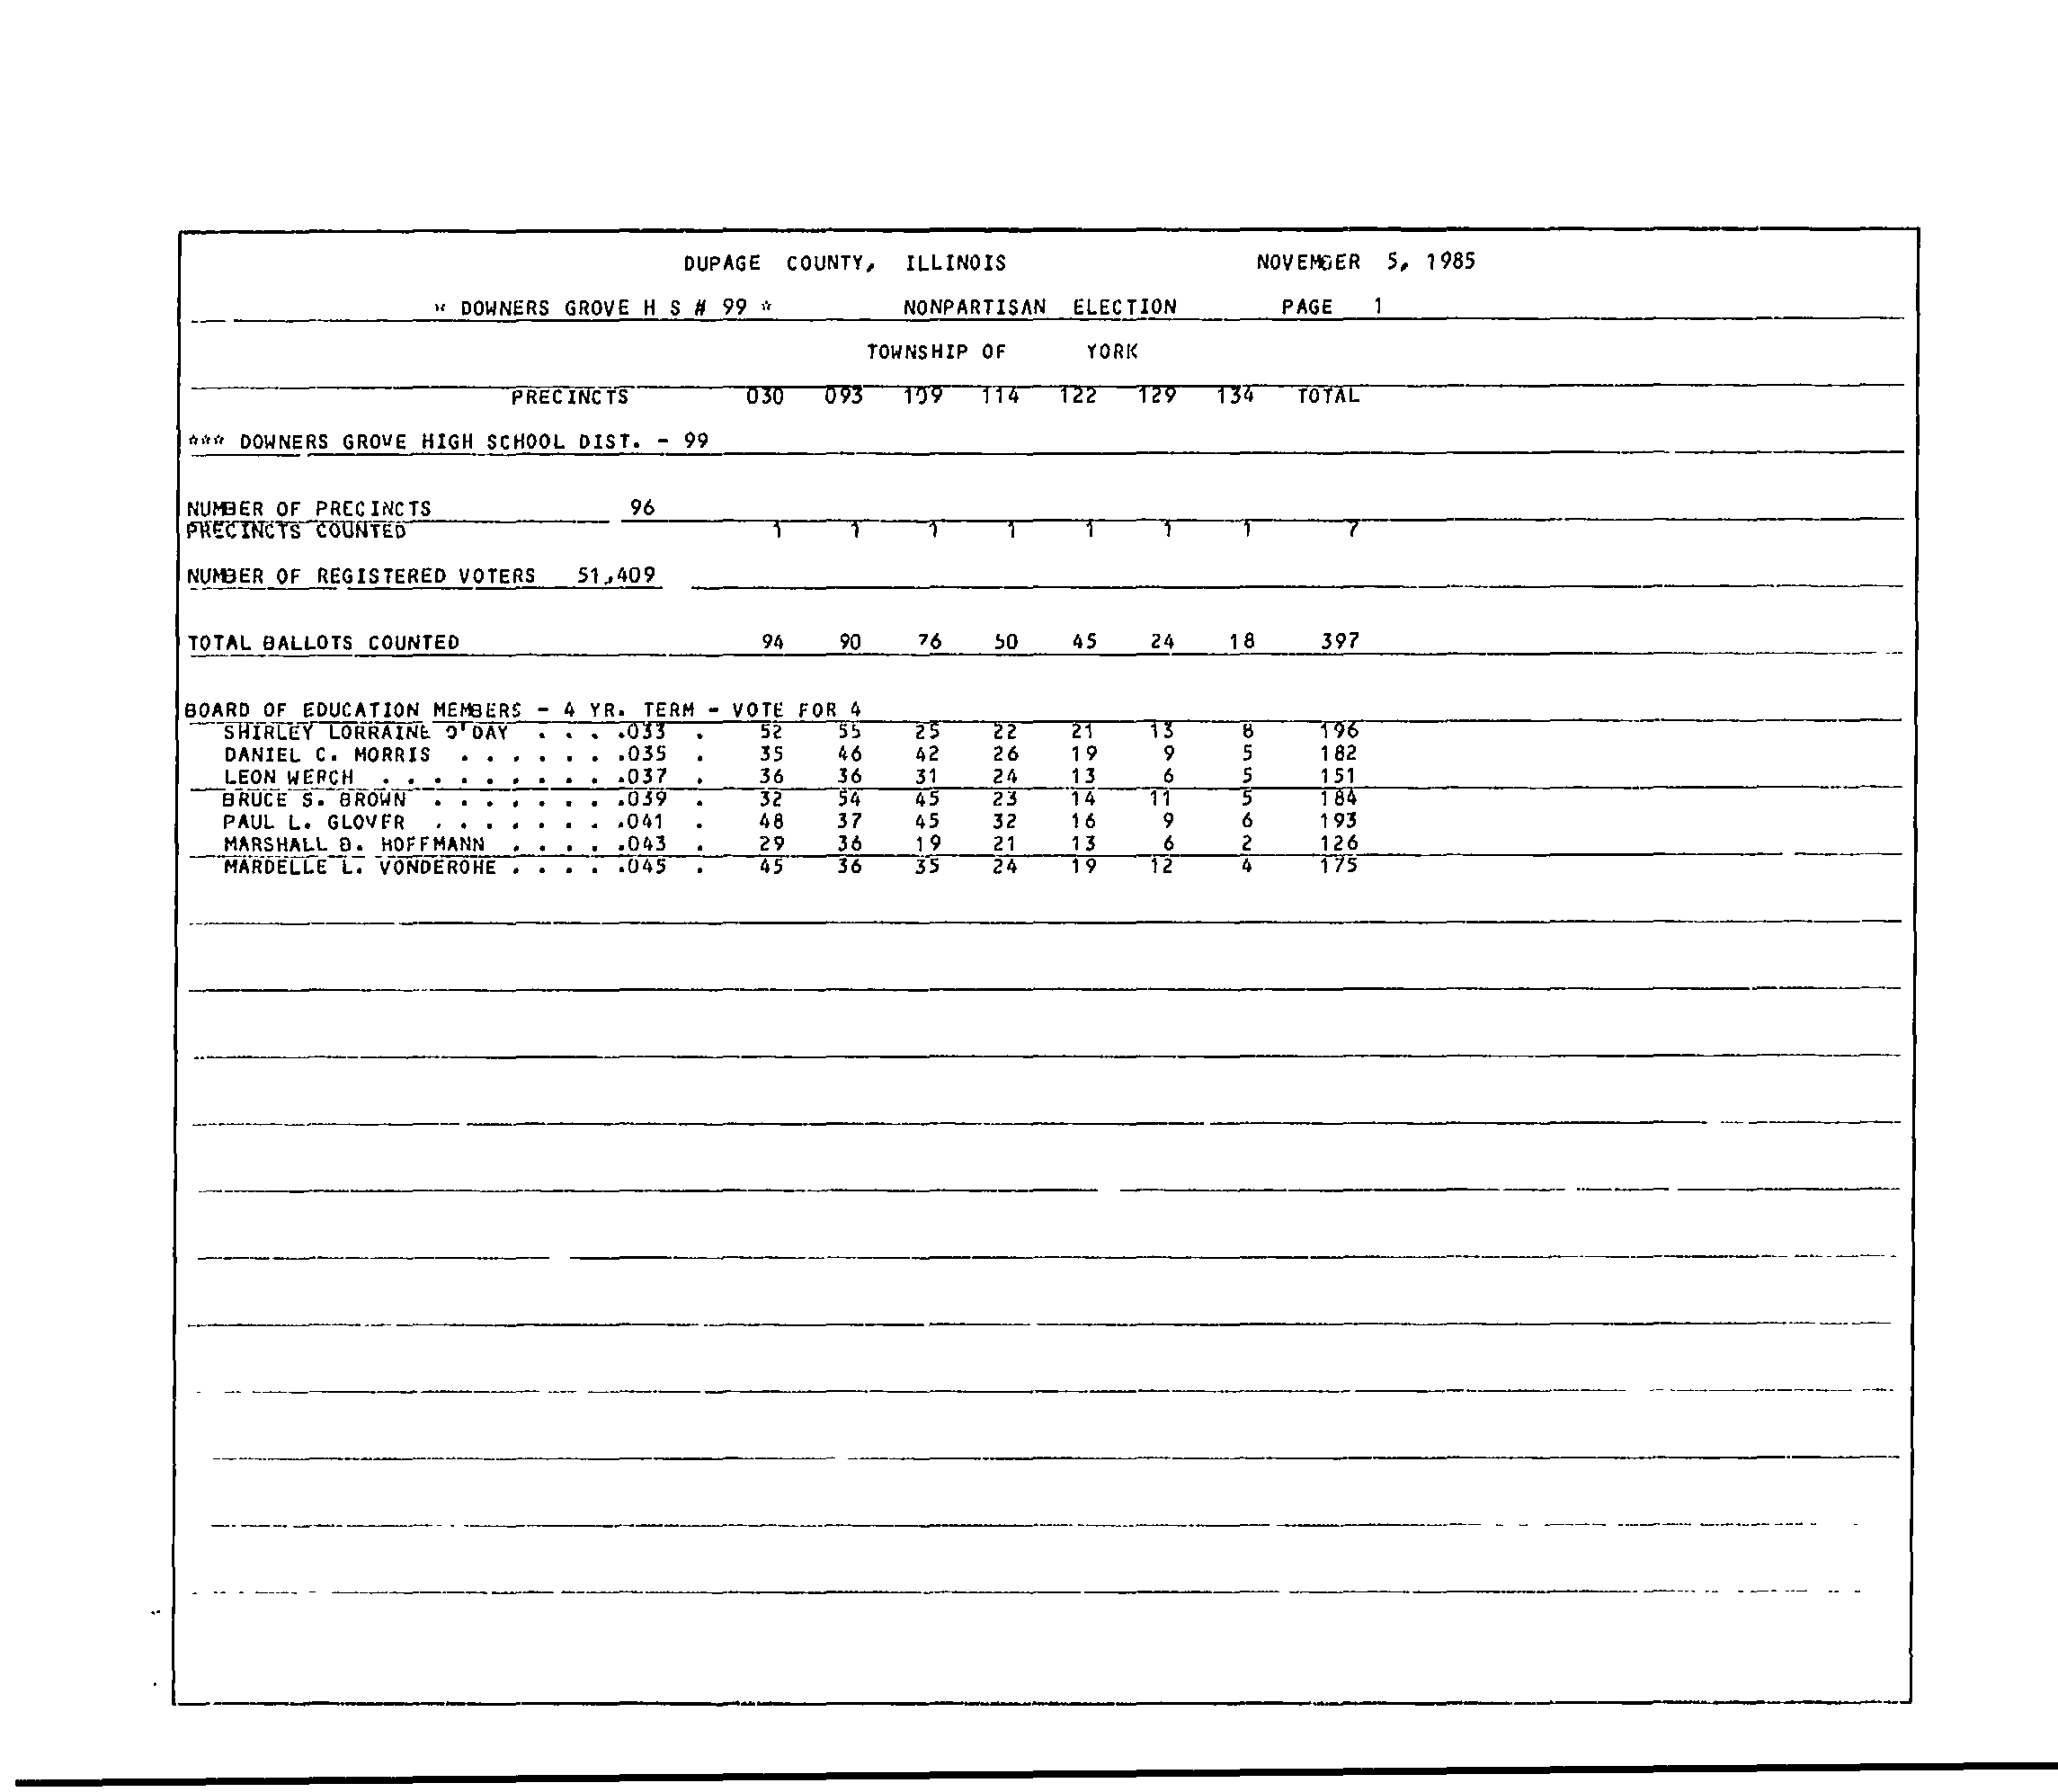 DUPAGE COUNTY, ILLINOIS NOVEMBER 5, 1985
* DOWNERS GROVE H S # 99 * NONPARTISAN ELECTION PAGE 1
TOWNSHIP OF YORK
PRECINCTS 030 093 109 114 122 129 134 TOTAL
*** DOWNERS GROVE HIGH SCHOOL DIST. - 99
NUMBER OF PRECINCTS 96
PRECINCTS COUNTED 1 1 1 1 1 1 1 7
NUMBER OF REGISTERED VOTERS 51,409
TOTAL BALLOTS COUNTED 94 90 76 50 45 24 18 397
BOARD OF EDUCATION MEMBERS - 4 YR. TERM - VOTE FOR 4
SHIRLEY LORRAINE O'DAY . . . .033 . 52 55 25 22 21 13 8 196
DANIEL C. MORRIS . . . . . . .035 . 35 46 42 26 19 9 5 182
LEON WERCH . . . . . . . . . .037 . 36 36 31 24 13 6 5 151
BRUCE S. BROWN . . . . . . . .039 . 32 54 45 23 14 11 5 184
PAUL L. GLOVER . . . . . . . .041 . 48 37 45 32 16 9 6 193
MARSHALL D. HOFFMANN . . . . .043 . 29 36 19 21 13 6 2 126
MARDELLE L. VONDEROHE . . . . .045 . 45 36 35 24 19 12 4 175